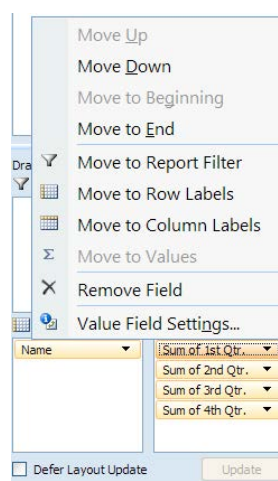 Move Up
Move Down
Move to Beginning
Move to End
Dra
Move to Report Filter
Move to Row Labels
Move to Column Labels
Σ Move to Values
Remove Field
Value Field Settings...
Name
Sum of 1st Qtr.
Sum of 2nd Qtr.
Sum of 3rd Qtr.
Sum of 4th Qtr.
Defer Layout Update
Update